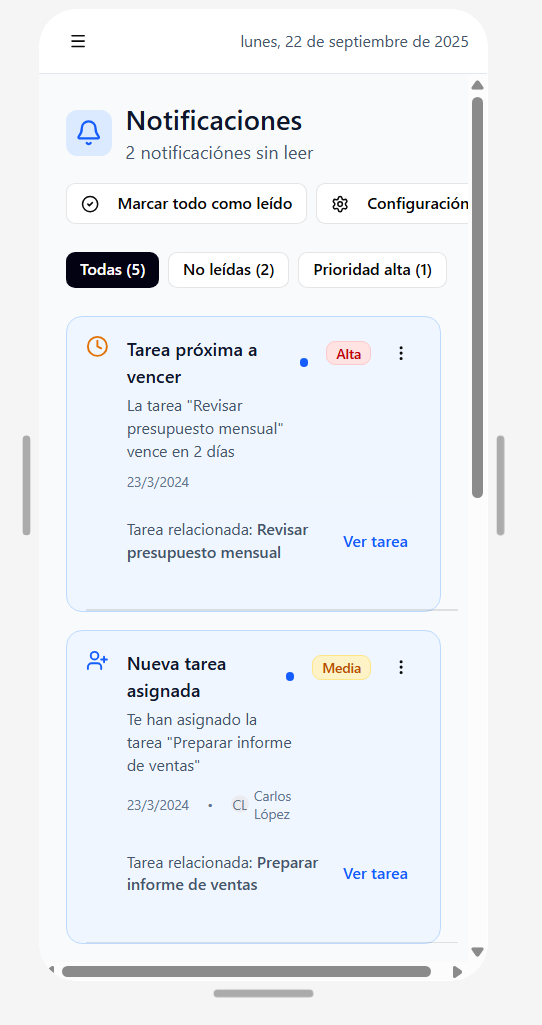 lunes, 22 de septiembre de 2025
Notificaciones
2 notificaciónes sin leer
Marcar todo como leído
Configuración
Todas (5)
No leídas (2)
Prioridad alta (1)
Tarea próxima a
vencer
Alta
La tarea "Revisar
presupuesto mensual"
vence en 2 días
23/3/2024
Tarea relacionada: Revisar
presupuesto mensual
Ver tarea
Nueva tarea
asignada
Media
Te han asignado la
tarea "Preparar informe
de ventas"
23/3/2024 • CL Carlos
López
Tarea relacionada: Preparar
informe de ventas
Ver tarea